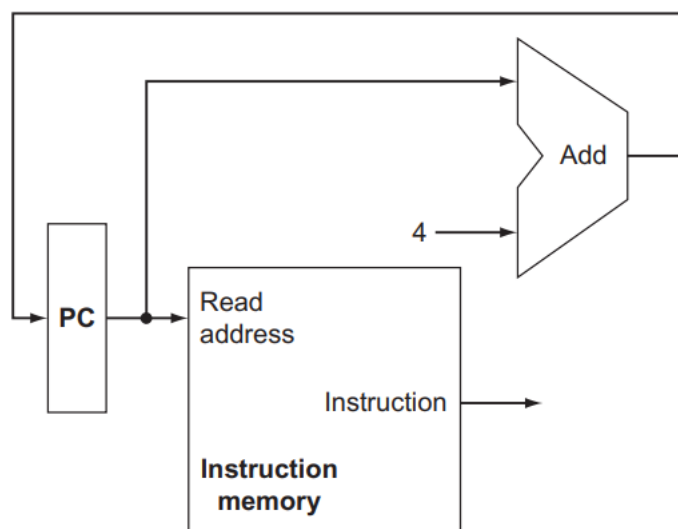 Add
4
PC
Read
address
Instruction
Instruction
memory